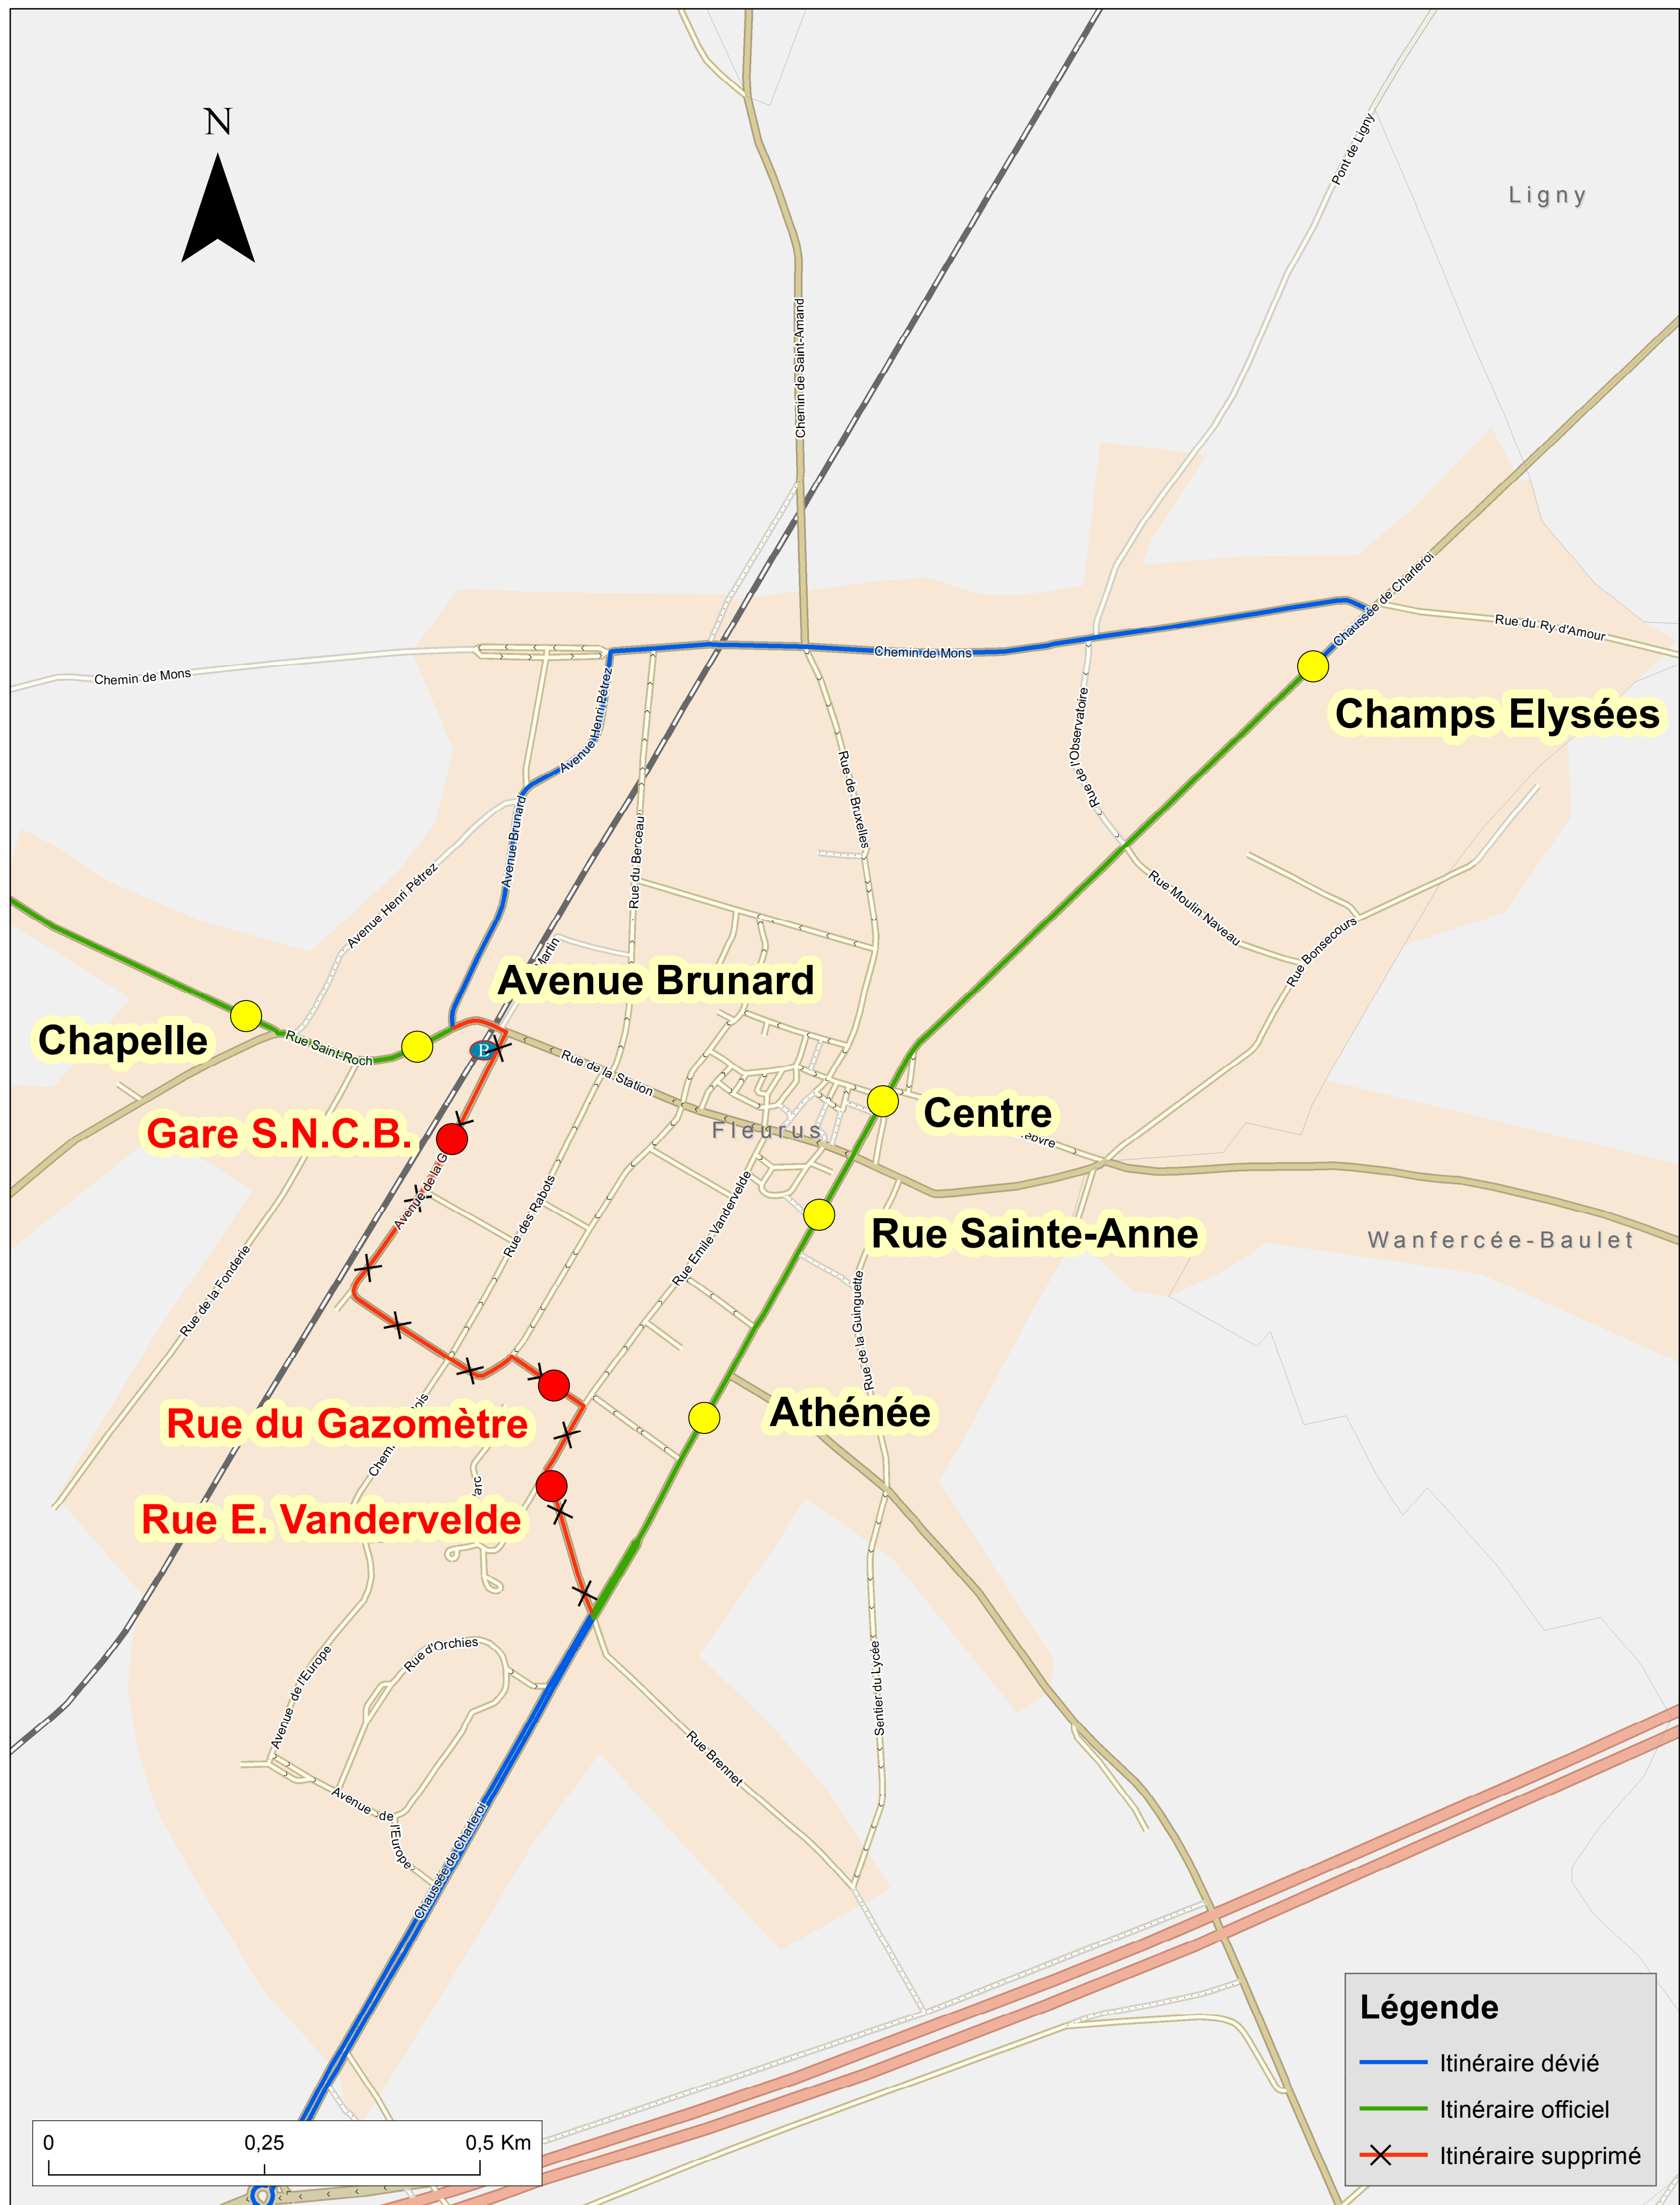 N
Pont de Ligny
Ligny
Chemin de Saint-Amand
Chaussée de Charleroi
Rue du Ry d'Amour
Chemin de Mons
Chemin de Mons
Avenue Henri Pétrez
Champs Elysées
Rue de l'Observatoire
Rue de Bruxelles
Avenue Brunard
Rue du Berceau
Avenue Henri Pétrez
Rue Moulin Naveau
Rue Bonsecours
Martin
Avenue Brunard
Chapelle
Rue Saint-Roch
P
Rue de la Station
Centre
Gare S.N.C.B.
Fleurus
Avenue de la G
Rue des Rabots
Rue Emile Vandervelde
Rue Sainte-Anne
Wanfercée-Baulet
Rue de la Fonderie
Rue de la Guinguette
Athénée
Rue du Gazomètre
Rue E. Vandervelde
Rue d'Orchies
Avenue de l'Europe
Sentier du Lycée
Rue Brennet
Avenue de
l'Europe
Chaussée de Charleroi
Légende
Itinéraire dévié
Itinéraire officiel
Itinéraire supprimé
0 0,25 0,5 Km